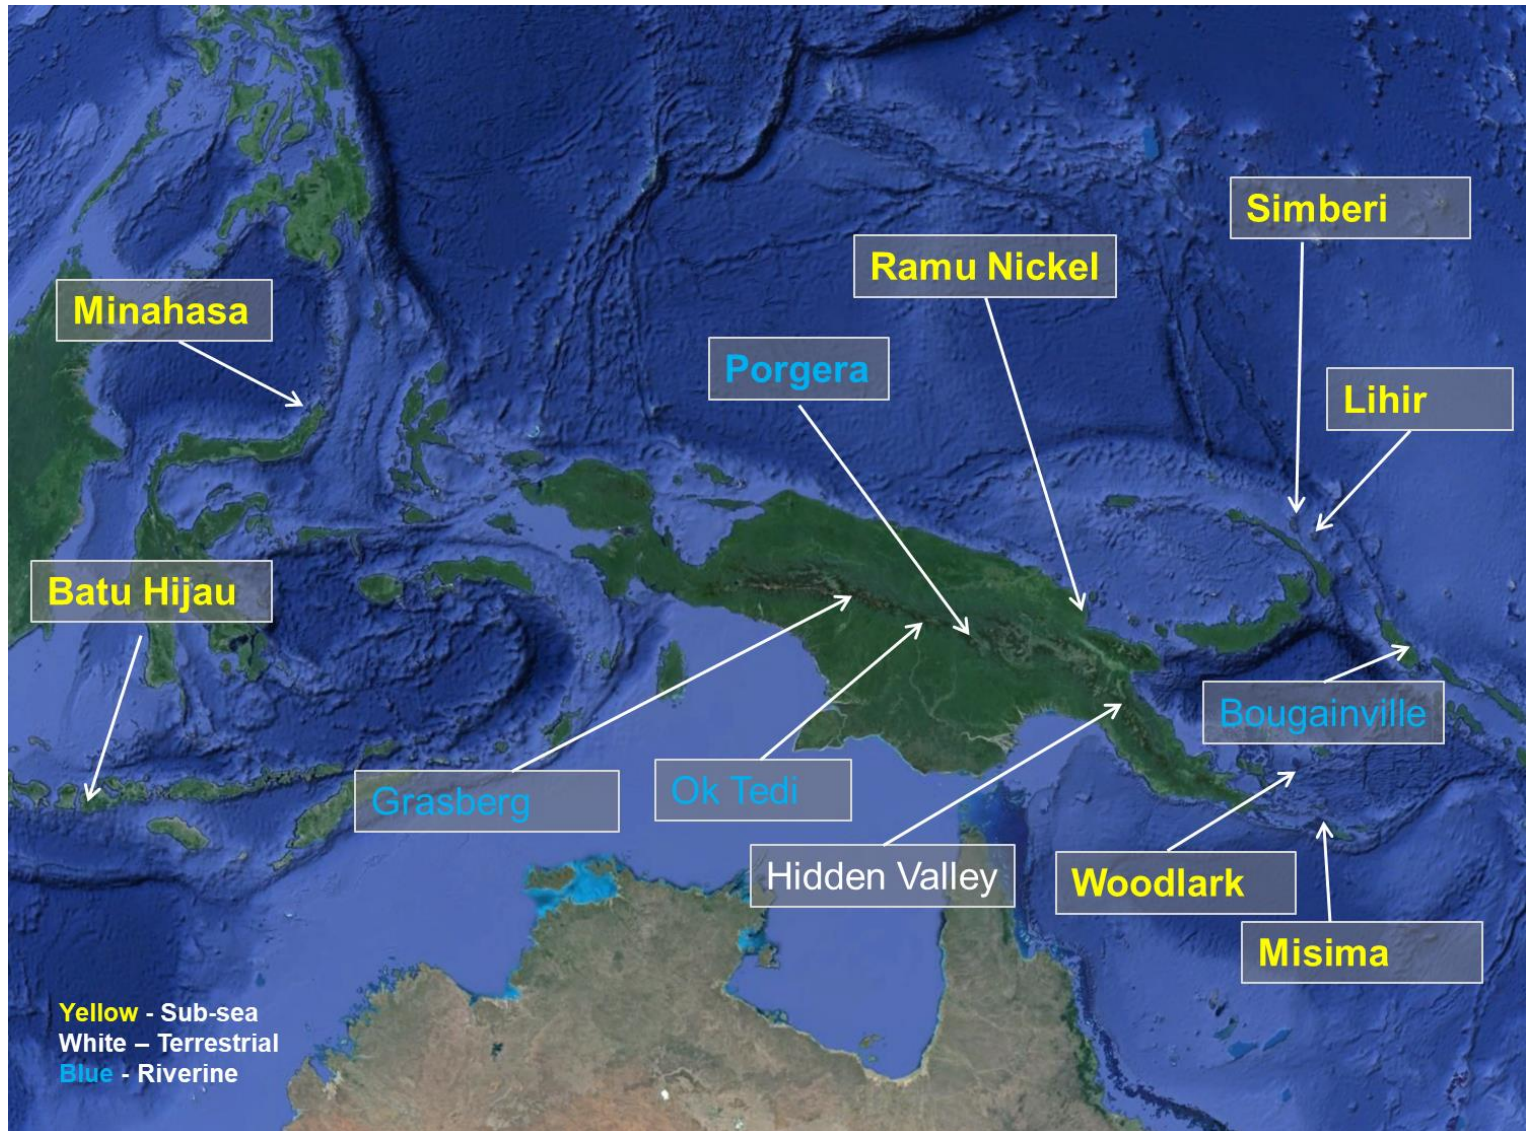 Simberi
Ramu Nickel
Minahasa
Porgera
Lihir
Batu Hijau
Bougainville
Grasberg
Ok Tedi
Hidden Valley
Woodlark
Misima
Yellow - Sub-sea
White – Terrestrial
Blue - Riverine